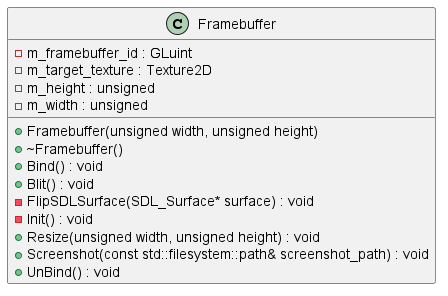 C Framebuffer
m_framebuffer_id : GLuint
m_target_texture : Texture2D
m_height : unsigned
m_width : unsigned
Framebuffer(unsigned width, unsigned height)
~Framebuffer()
Bind() : void
Blit() : void
FlipSDLSurface(SDL_Surface* surface) : void
Init() : void
Resize(unsigned width, unsigned height) : void
Screenshot(const std::filesystem::path& screenshot_path) : void
UnBind() : void